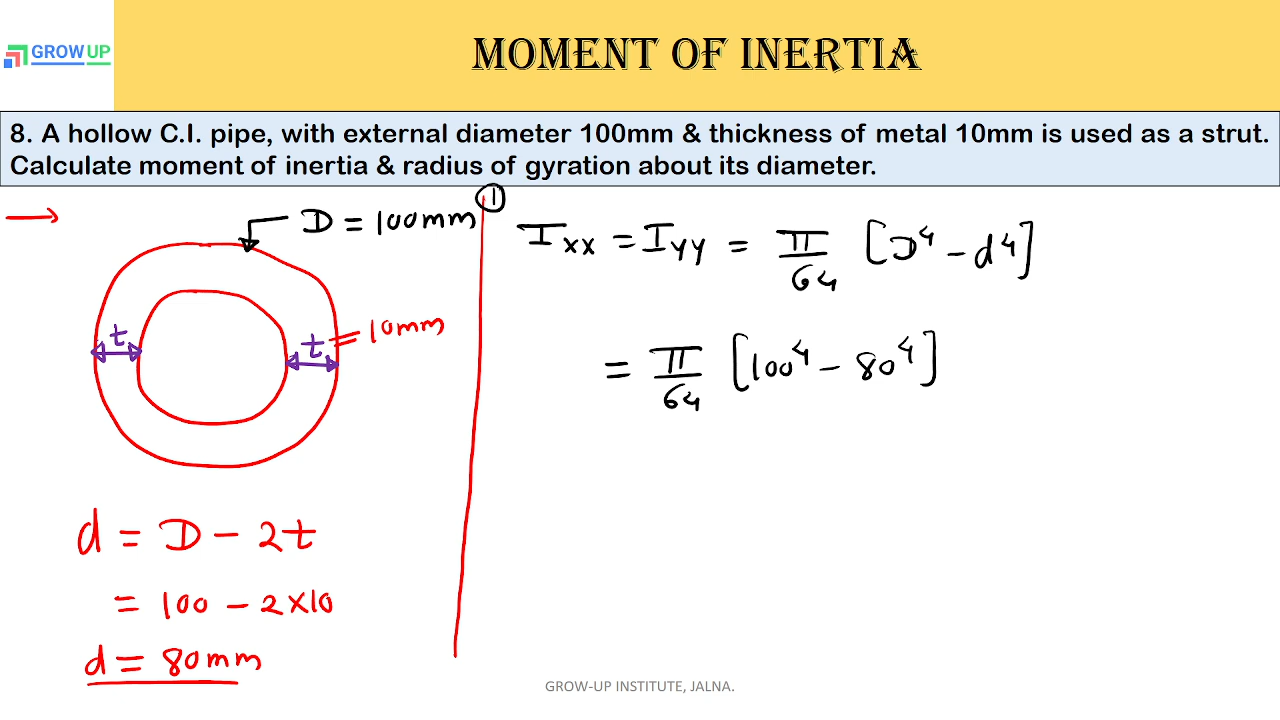 GROW UP
MOMENT OF INERTIA
8. A hollow C.I. pipe, with external diameter 100mm & thickness of metal 10mm is used as a strut.
Calculate moment of inertia & radius of gyration about its diameter.
→
D = 100mm
t
t = 10mm
d = D - 2t
= 100 - 2×10
d = 80mm
①
Ixx = Iyy = π/64 [D⁴ - d⁴]
= π/64 [100⁴ - 80⁴]
GROW-UP INSTITUTE, JALNA.